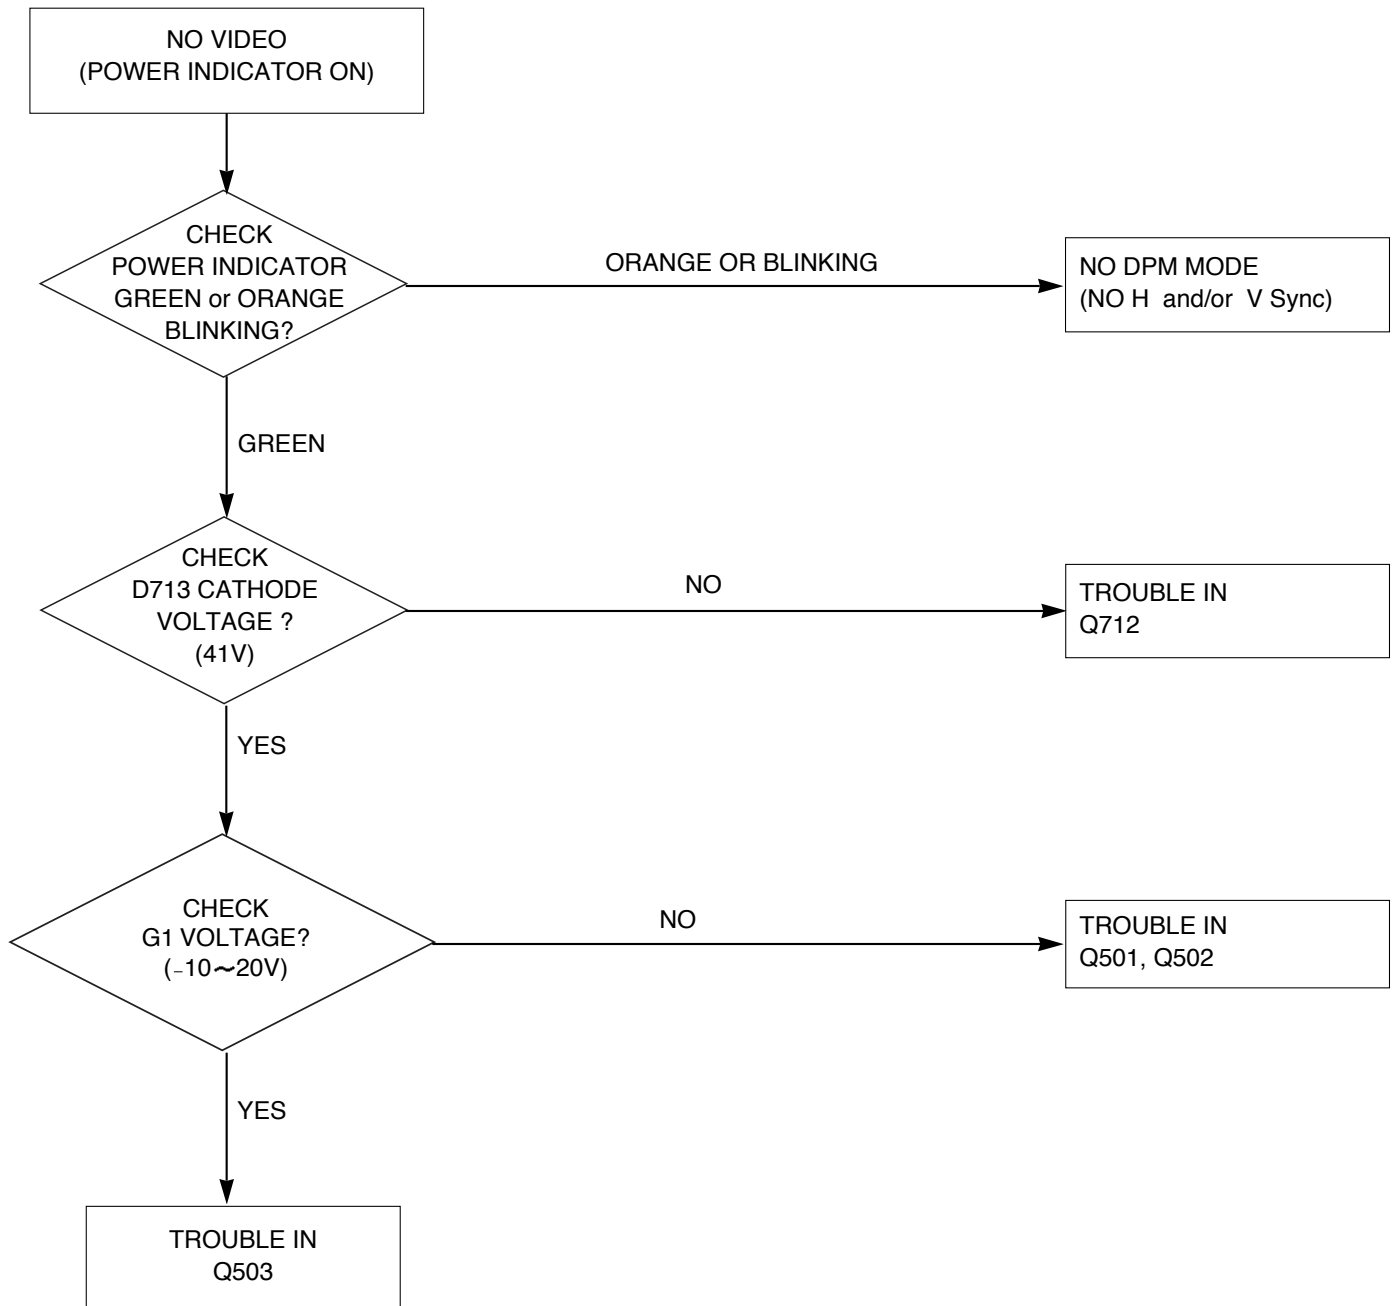 NO VIDEO
(POWER INDICATOR ON)
CHECK
POWER INDICATOR
GREEN or ORANGE
BLINKING?
ORANGE OR BLINKING
NO DPM MODE
(NO H and/or V Sync)
GREEN
CHECK
D713 CATHODE
VOLTAGE ?
(41V)
NO
TROUBLE IN
Q712
YES
CHECK
G1 VOLTAGE?
(-10~20V)
NO
TROUBLE IN
Q501, Q502
YES
TROUBLE IN
Q503